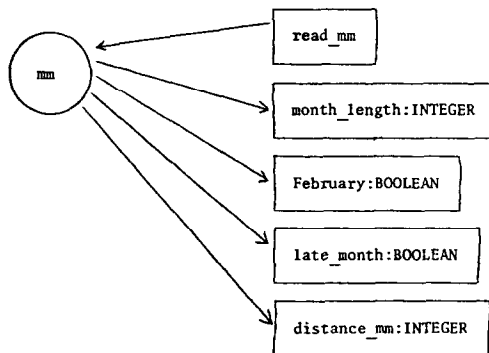 read_mm
mm
month_length:INTEGER
February:BOOLEAN
late_month:BOOLEAN
distance_mm:INTEGER